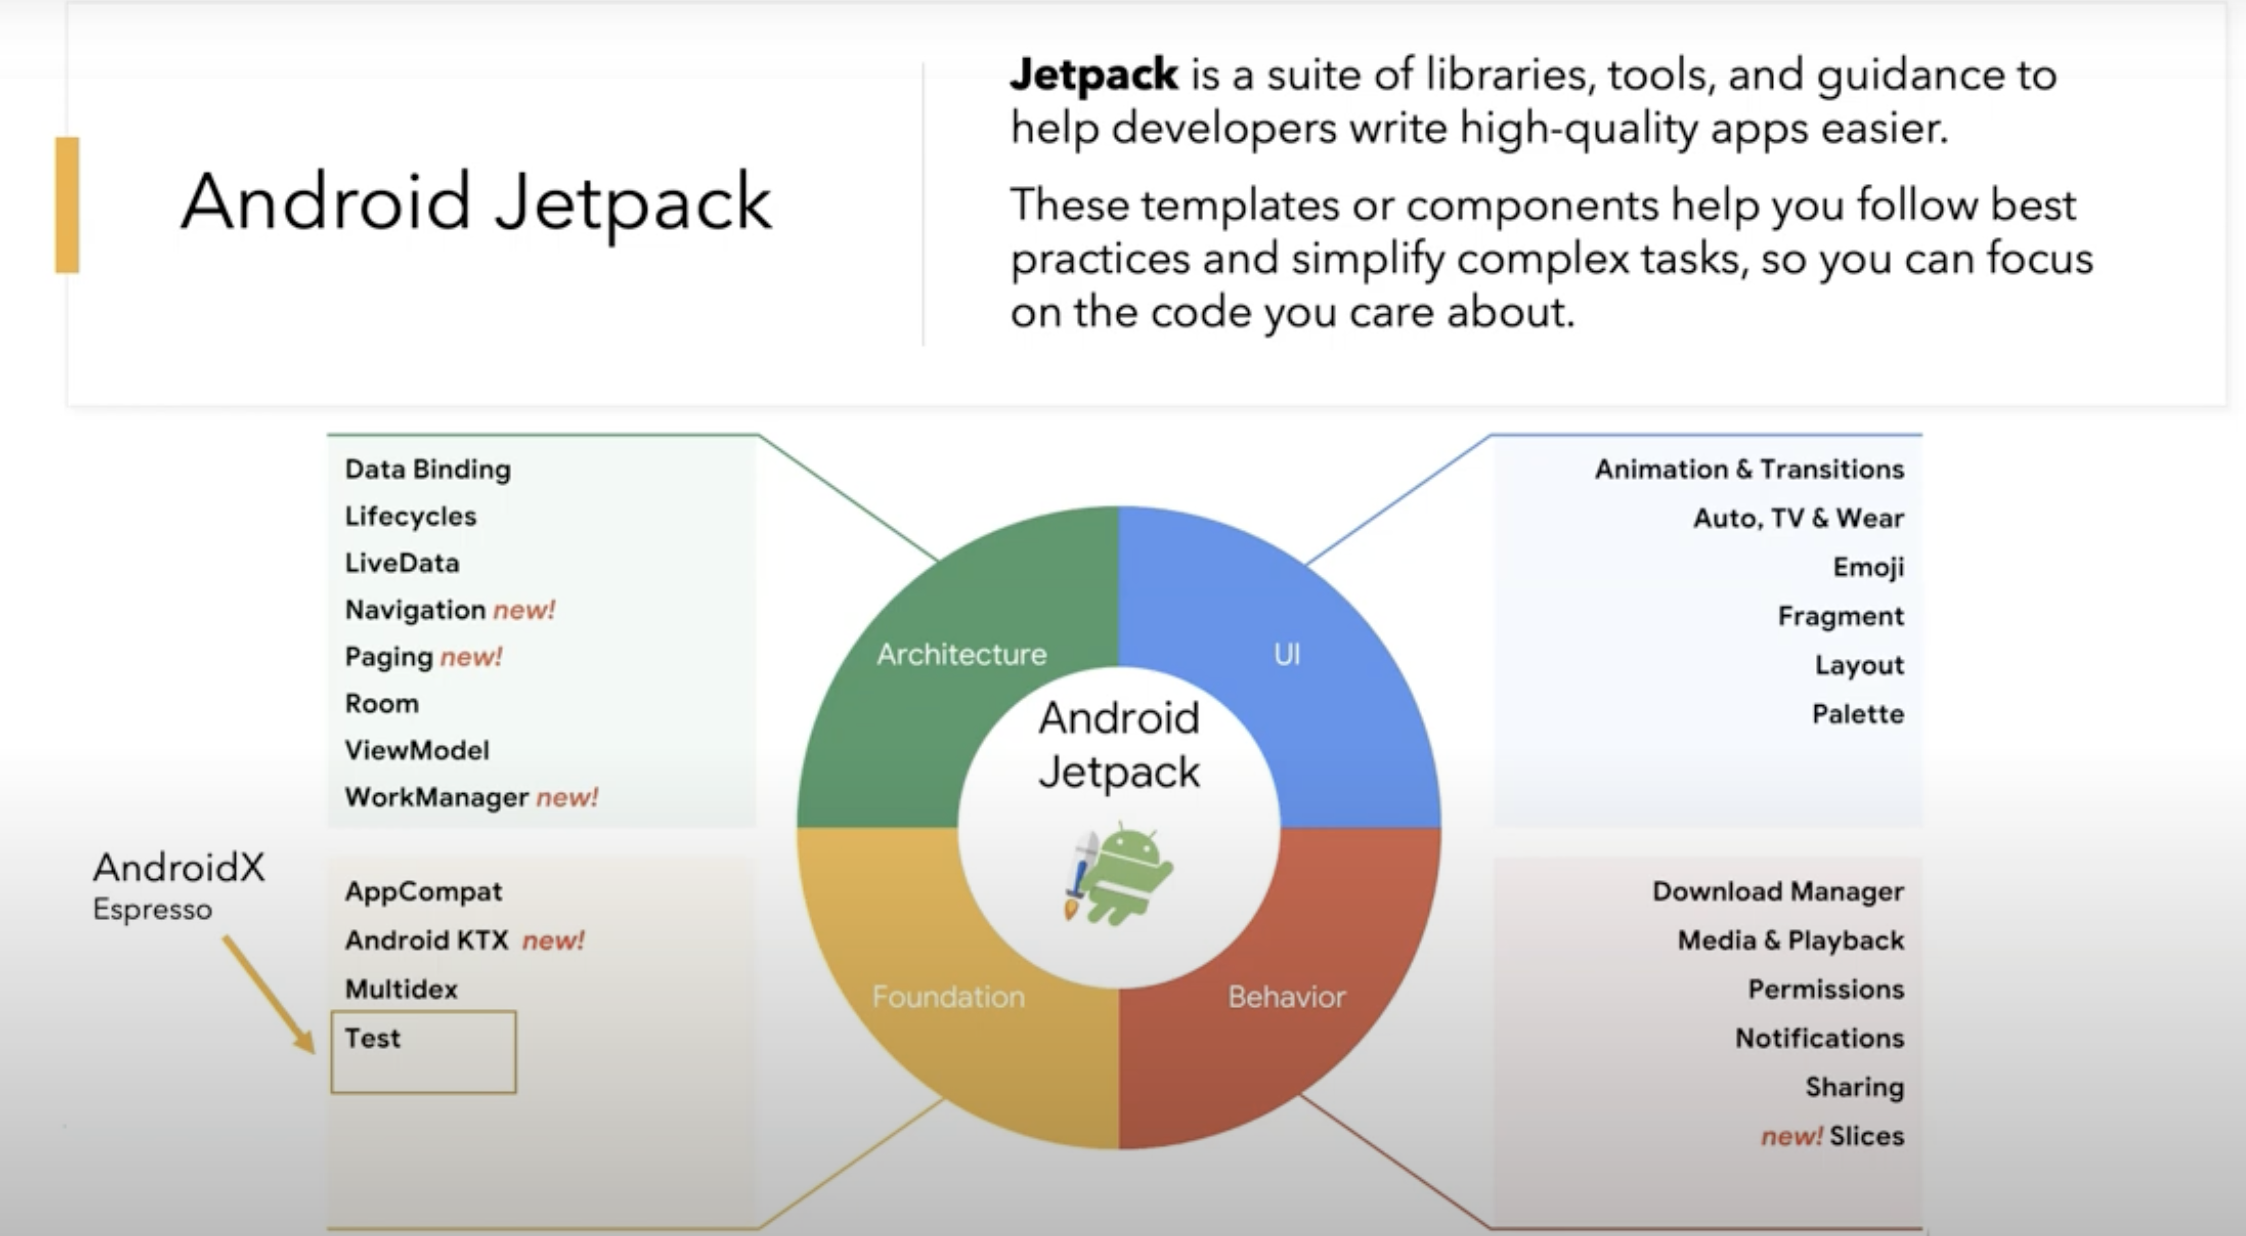 Android Jetpack
Jetpack is a suite of libraries, tools, and guidance to
help developers write high-quality apps easier.
These templates or components help you follow best
practices and simplify complex tasks, so you can focus
on the code you care about.
Data Binding
Lifecycles
LiveData
Navigation new!
Paging new!
Room
ViewModel
WorkManager new!
Animation & Transitions
Auto, TV & Wear
Emoji
Fragment
Layout
Palette
Architecture
UI
Android
Jetpack
Foundation
Behavior
AndroidX
Espresso
AppCompat
Android KTX new!
Multidex
Test
Download Manager
Media & Playback
Permissions
Notifications
Sharing
new! Slices